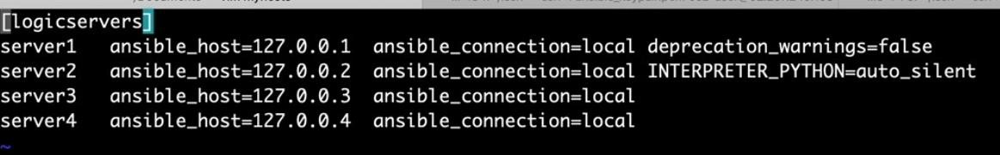 [logicservers]
server1 ansible_host=127.0.0.1 ansible_connection=local deprecation_warnings=false
server2 ansible_host=127.0.0.2 ansible_connection=local INTERPRETER_PYTHON=auto_silent
server3 ansible_host=127.0.0.3 ansible_connection=local
server4 ansible_host=127.0.0.4 ansible_connection=local
~